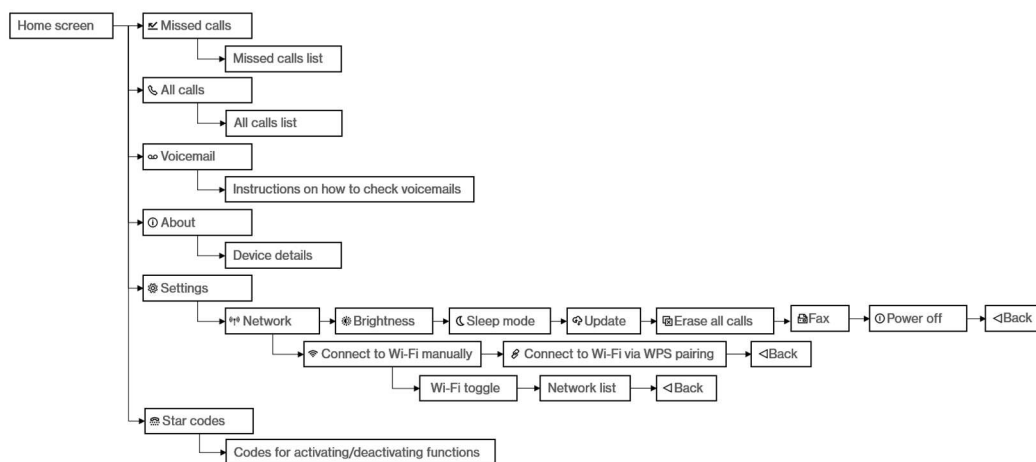 Home screen
Missed calls
Missed calls list
All calls
All calls list
Voicemail
Instructions on how to check voicemails
About
Device details
Settings
Network
Brightness
Sleep mode
Update
Erase all calls
Fax
Power off
Back
Connect to Wi-Fi manually
Connect to Wi-Fi via WPS pairing
Back
Wi-Fi toggle
Network list
Back
Star codes
Codes for activating/deactivating functions